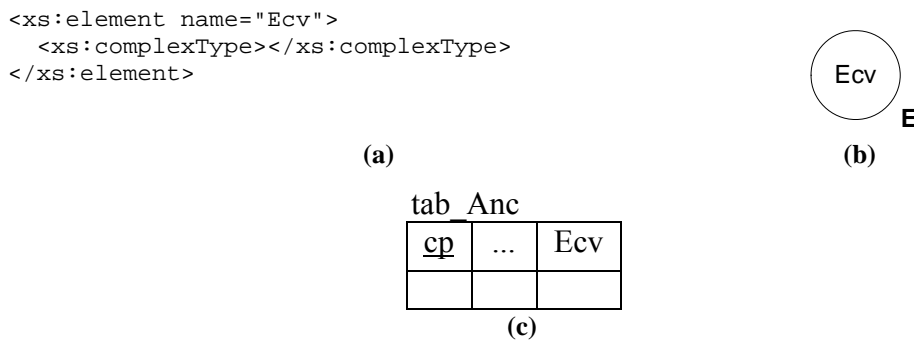 <xs:element name="Ecv">
  <xs:complexType></xs:complexType>
</xs:element>
Ecv
E
(a)
(b)
tab_Anc
cp ... Ecv
(c)